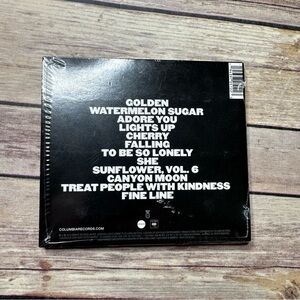 GOLDEN
WATERMELON SUGAR
ADORE YOU
LIGHTS UP
CHERRY
FALLING
TO BE SO LONELY
SHE
SUNFLOWER, VOL. 6
CANYON MOON
TREAT PEOPLE WITH KINDNESS
FINE LINE
COLUMBIARECORDS.COM